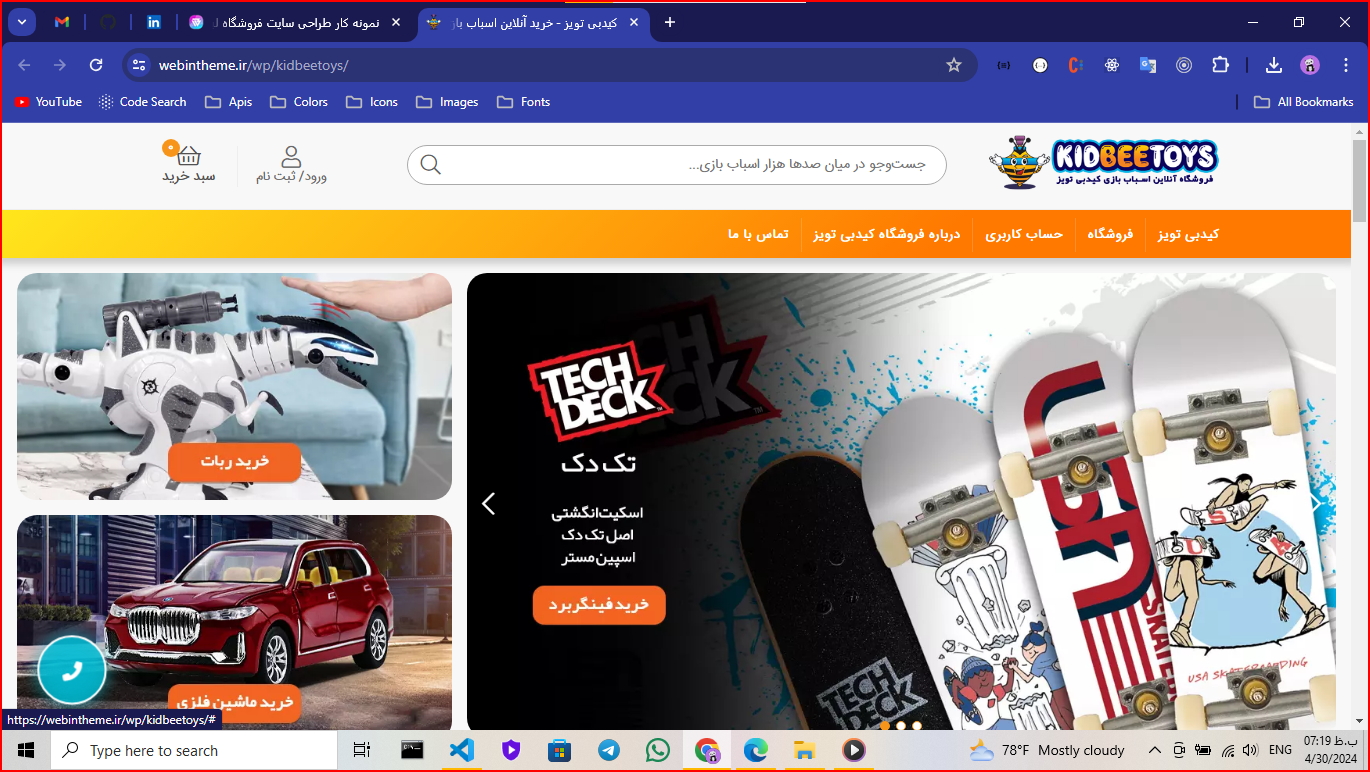 نمونه کار طراحی سایت فروشگاه
کیدبی تویز - خرید آنلاین اسباب باز
webintheme.ir/wp/kidbeetoys/
YouTube
Code Search
Apis
Colors
Icons
Images
Fonts
All Bookmarks
KIDBEETOYS
فروشگاه آنلاین اسباب بازی کیدبی تویز
جست‌وجو در میان صدها هزار اسباب بازی...
ورود/ ثبت نام
۰
سبد خرید
کیدبی تویز
فروشگاه
حساب کاربری
درباره فروشگاه کیدبی تویز
تماس با ما
TECH
DECK™
تک دک
اسکیت‌انگشتی
اصل تک دک
اسپین مستر
خرید فینگربرد
TECH
DECK
USA SKATEBOARDING
خرید ربات
خرید ماشین فلزی
https://webintheme.ir/wp/kidbeetoys/#
Type here to search
78°F Mostly cloudy
ENG
07:19 ب.ظ
4/30/2024